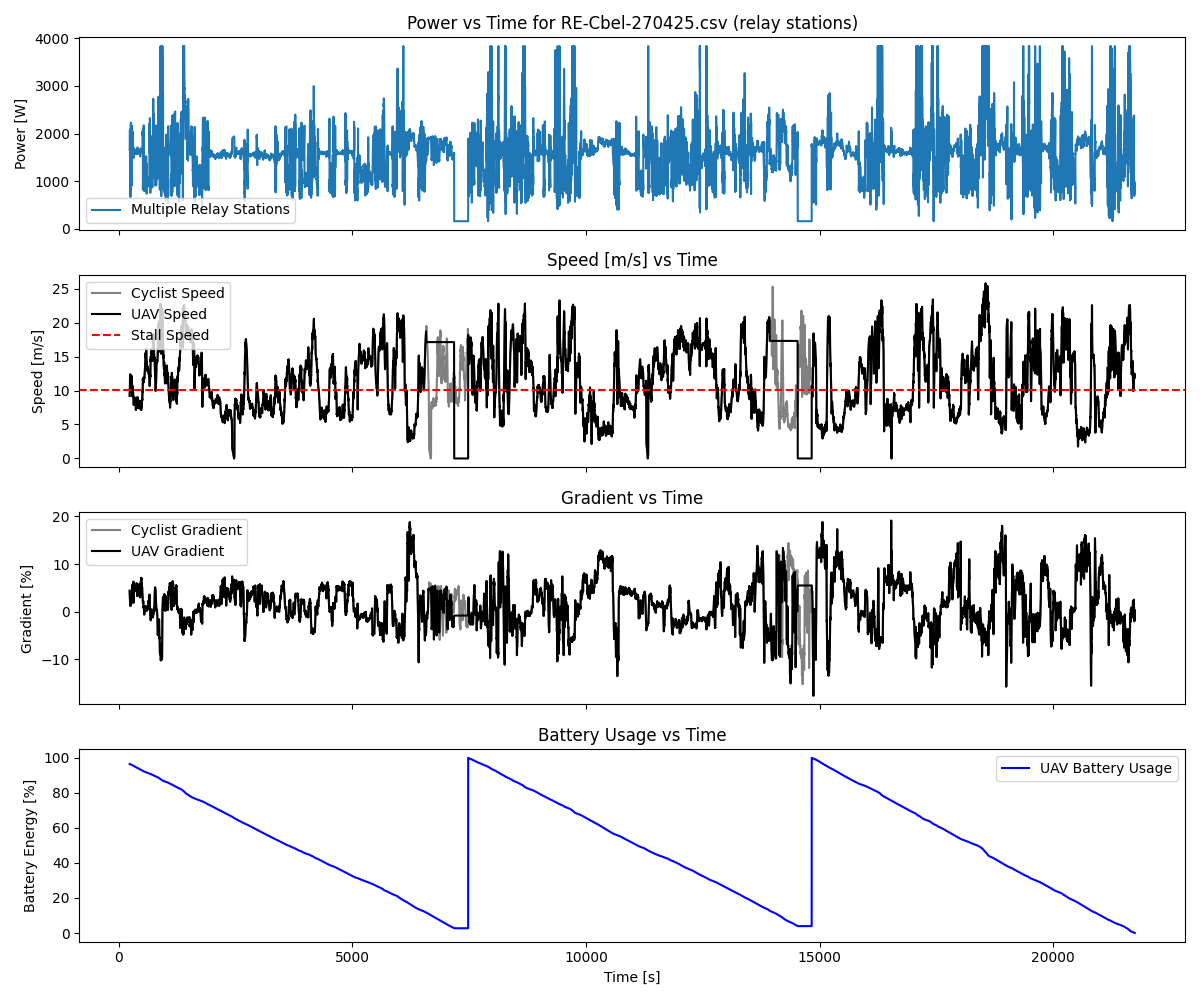 Power vs Time for RE-Cbel-270425.csv (relay stations)
4000
3000
2000
1000
0
Power [W]
Multiple Relay Stations
Speed [m/s] vs Time
25
20
15
10
5
0
Speed [m/s]
Cyclist Speed
UAV Speed
Stall Speed
Gradient vs Time
20
10
0
−10
Gradient [%]
Cyclist Gradient
UAV Gradient
Battery Usage vs Time
100
80
60
40
20
0
Battery Energy [%]
UAV Battery Usage
0 5000 10000 15000 20000
Time [s]